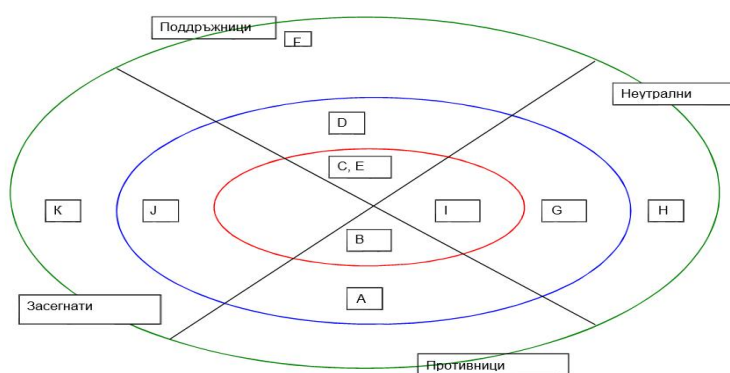 Поддръжници
F
Неутрални
D
C, E
K
J
I
G
H
B
A
Засегнати
Противници